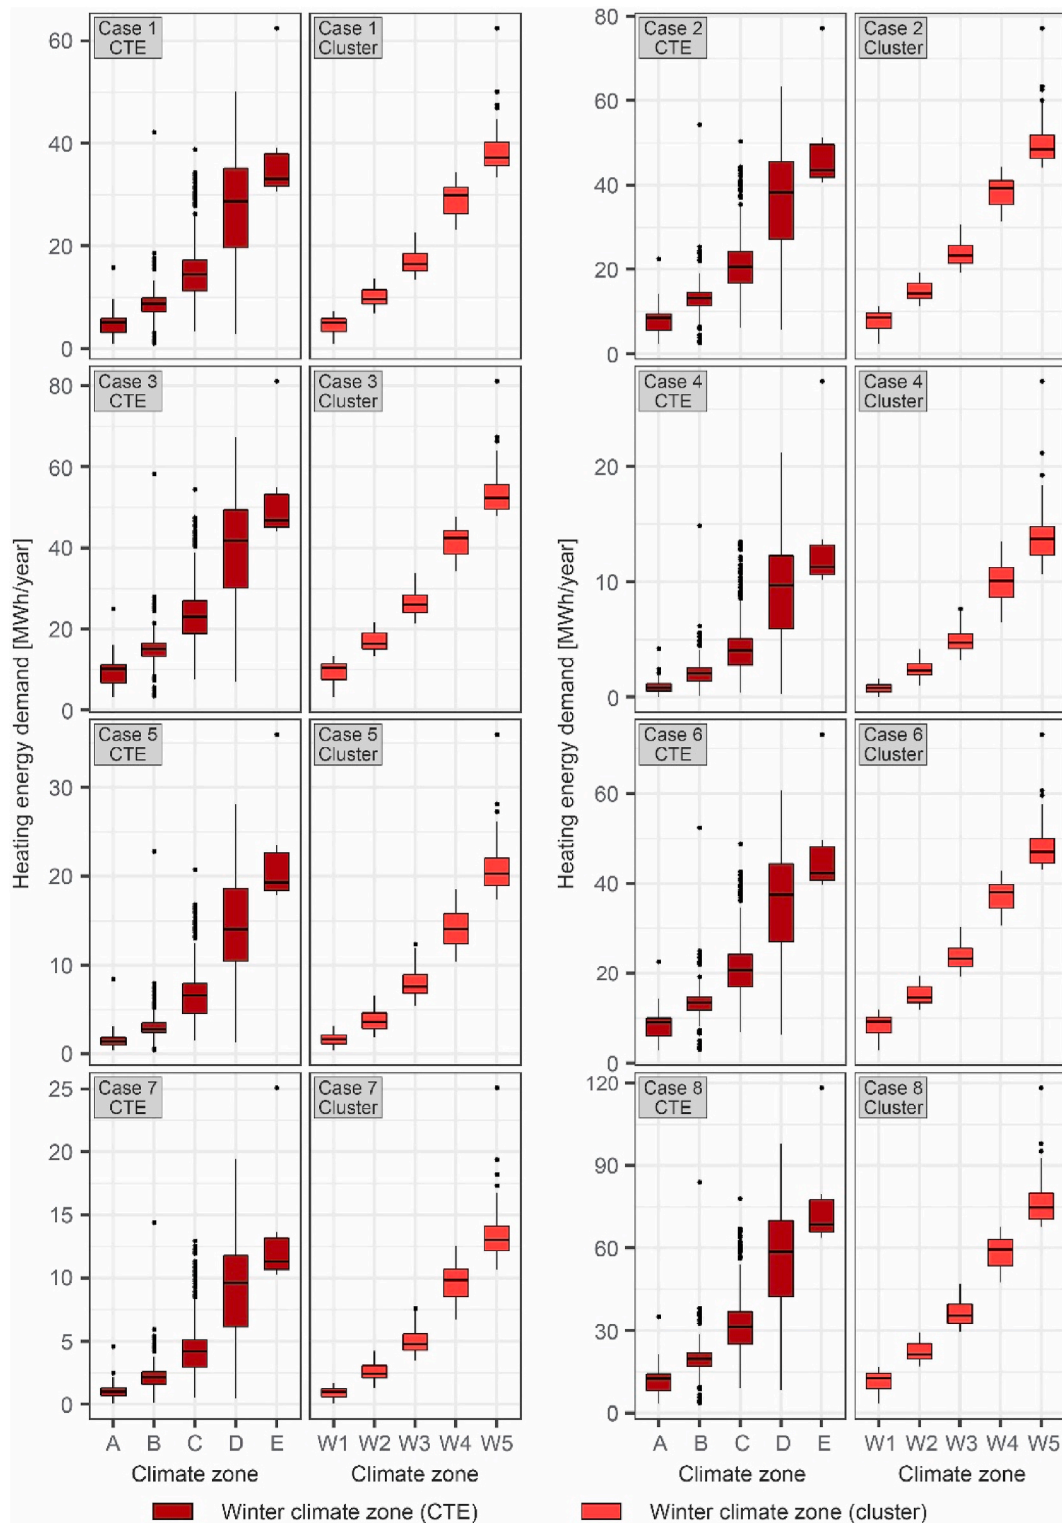 Case 1
CTE
Case 1
Cluster
60
40
20
0
Case 2
CTE
Case 2
Cluster
80
60
40
20
0
Case 3
CTE
Case 3
Cluster
80
60
40
20
0
Case 4
CTE
Case 4
Cluster
20
10
0
Heating energy demand [MWh/year]
Heating energy demand [MWh/year]
Case 5
CTE
Case 5
Cluster
30
20
10
0
Case 6
CTE
Case 6
Cluster
60
40
20
0
Case 7
CTE
Case 7
Cluster
25
20
15
10
5
0
Case 8
CTE
Case 8
Cluster
120
90
60
30
0
A B C D E W1 W2 W3 W4 W5 A B C D E W1 W2 W3 W4 W5
Climate zone Climate zone Climate zone Climate zone
Winter climate zone (CTE) Winter climate zone (cluster)